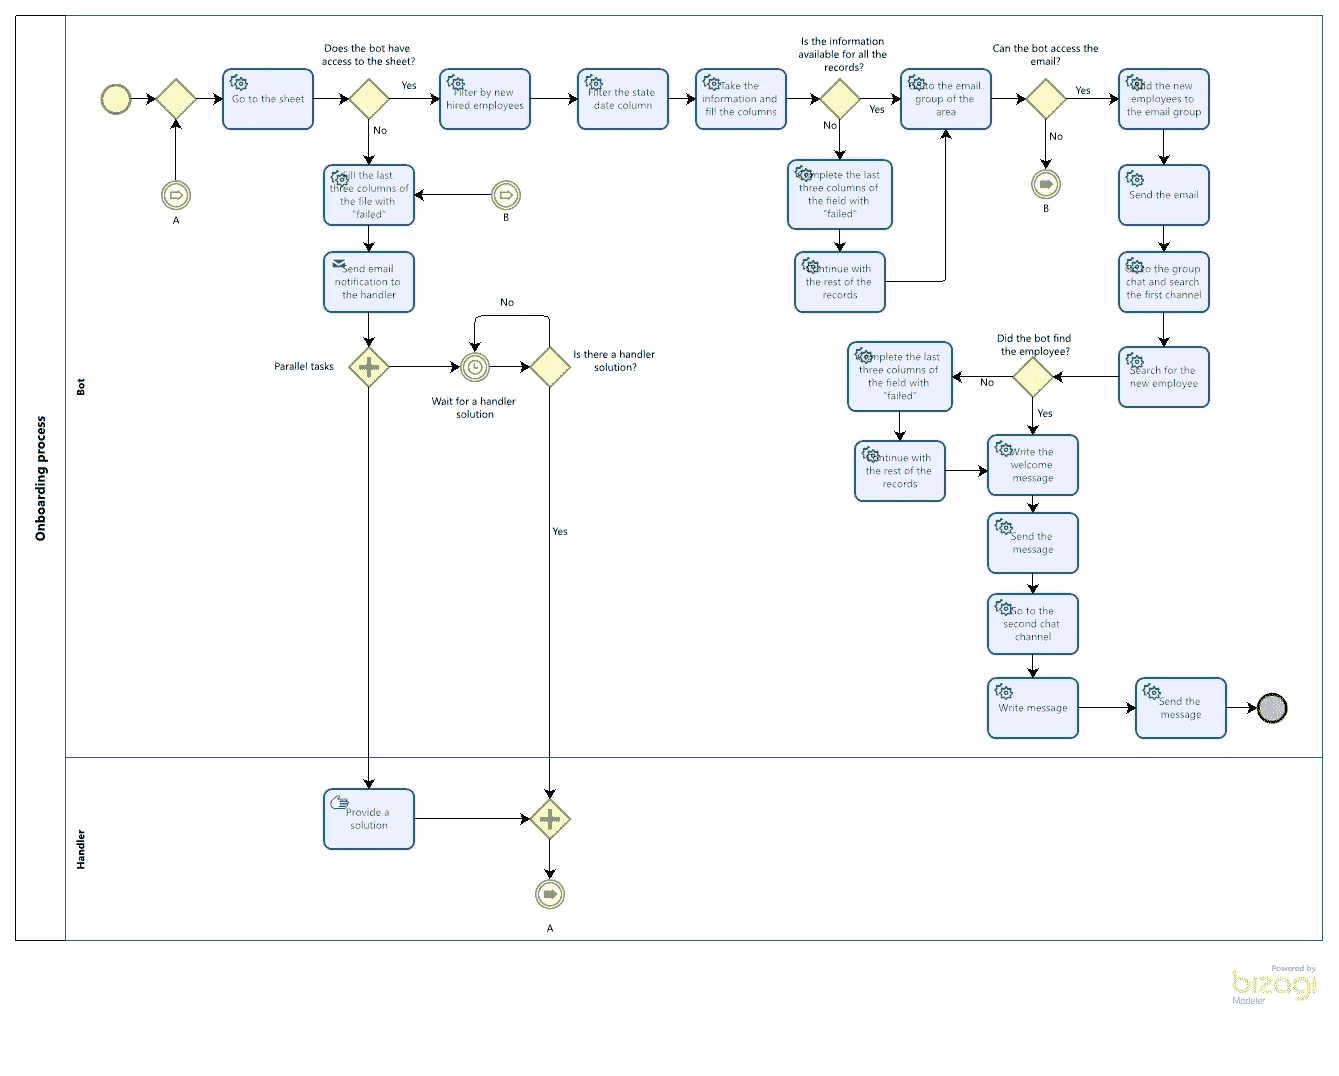 Onboarding process
Bot
Handler
Does the bot have
access to the sheet?
Is the information
available for all the
records?
Can the bot access the
email?
Go to the sheet
Yes
Filter by new
hired employees
Filter the state
date column
Take the
information and
fill the columns
Yes
Go to the email
group of the
area
Yes
Add the new
employees to
the email group
No
No
No
A
Fill the last
three columns of
the file with
"failed"
B
Complete the last
three columns of
the field with
"failed"
B
Send the email
Send email
notification to
the handler
Continue with
the rest of the
records
Go to the group
chat and search
the first channel
No
Parallel tasks
Is there a handler
solution?
Wait for a handler
solution
Complete the last
three columns of
the field with
"failed"
Did the bot find
the employee?
No
Search for the
new employee
Yes
Continue with
the rest of the
records
Write the
welcome
message
Yes
Send the
message
Go to the
second chat
channel
Write message
Send the
message
Provide a
solution
A
Powered by
bizagi
Modeler